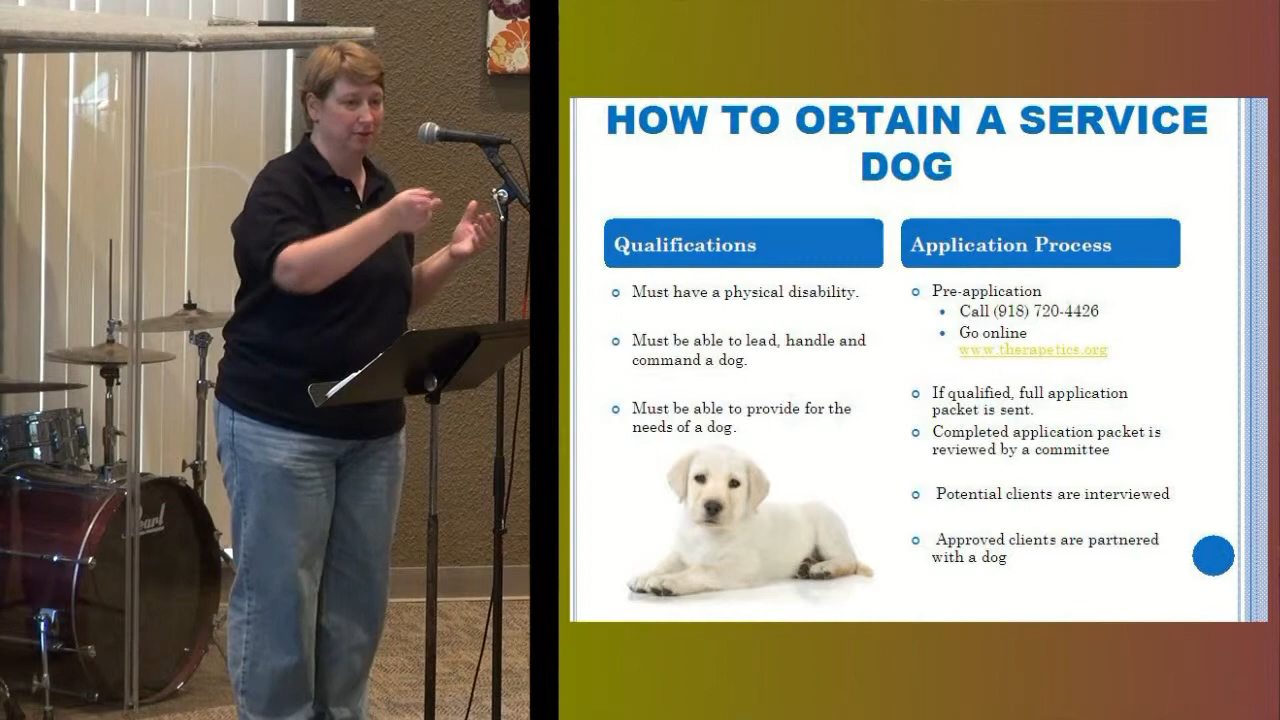 HOW TO OBTAIN A SERVICE
DOG
Qualifications
Must have a physical disability.
Must be able to lead, handle and
command a dog.
Must be able to provide for the
needs of a dog.
Application Process
Pre-application
Call (918) 720-4426
Go online
www.therapetics.org
If qualified, full application
packet is sent.
Completed application packet is
reviewed by a committee
Potential clients are interviewed
Approved clients are partnered
with a dog
Pearl